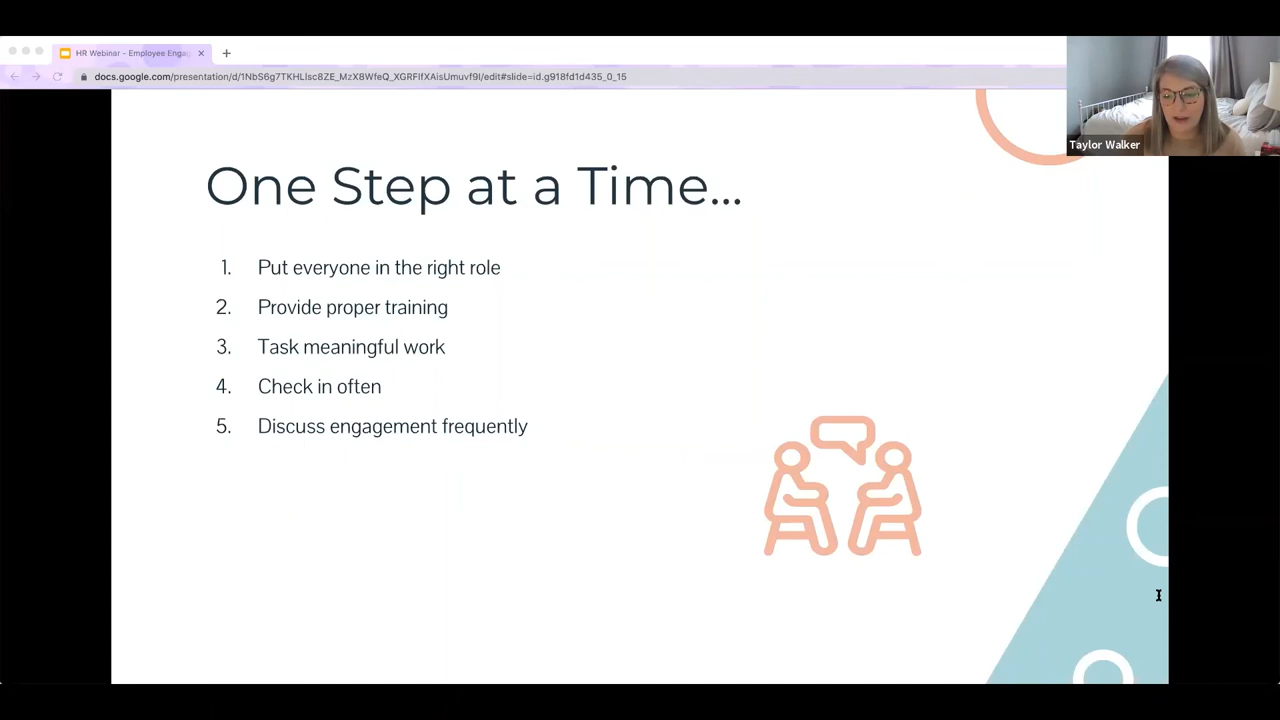 HR Webinar - Employee Engag
docs.google.com/presentation/d/1NbS6g7TKHLlsc8ZE_MzX8WfeQ_XGRFlfXAisUmuvf9I/edit#slide=id.g918fd1d435_0_15
Taylor Walker
One Step at a Time...
1. Put everyone in the right role
2. Provide proper training
3. Task meaningful work
4. Check in often
5. Discuss engagement frequently